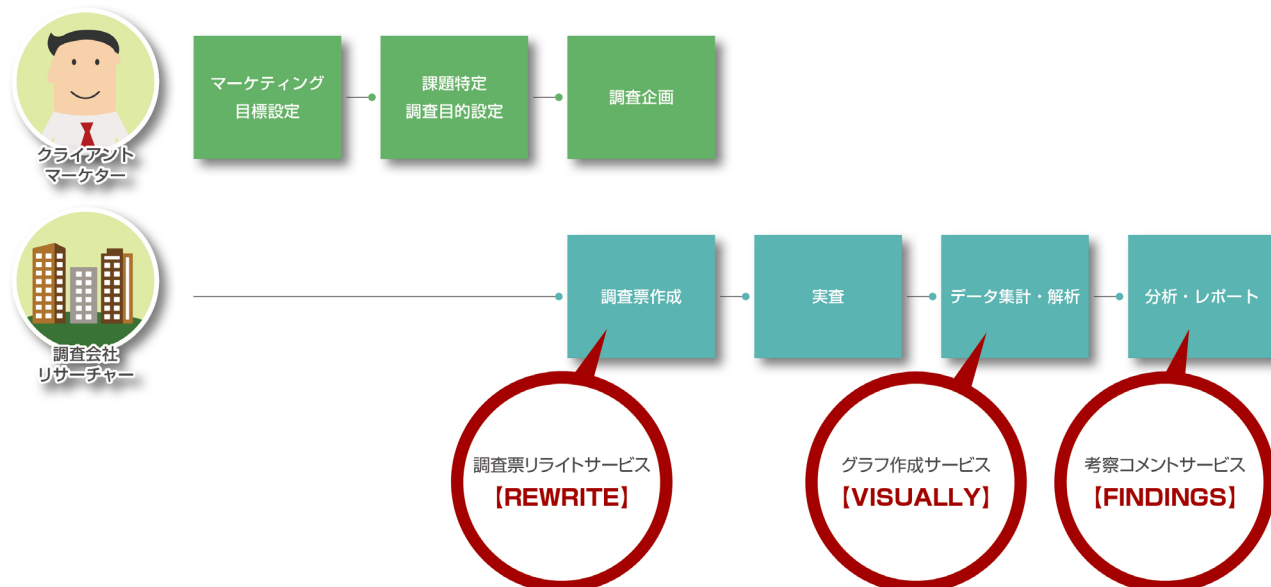 クライアント
マーケター
マーケティング
目標設定
課題特定
調査目的設定
調査企画
調査会社
リサーチャー
調査票作成
実査
データ集計・解析
分析・レポート
調査票リライトサービス
【REWRITE】
グラフ作成サービス
【VISUALLY】
考察コメントサービス
【FINDINGS】